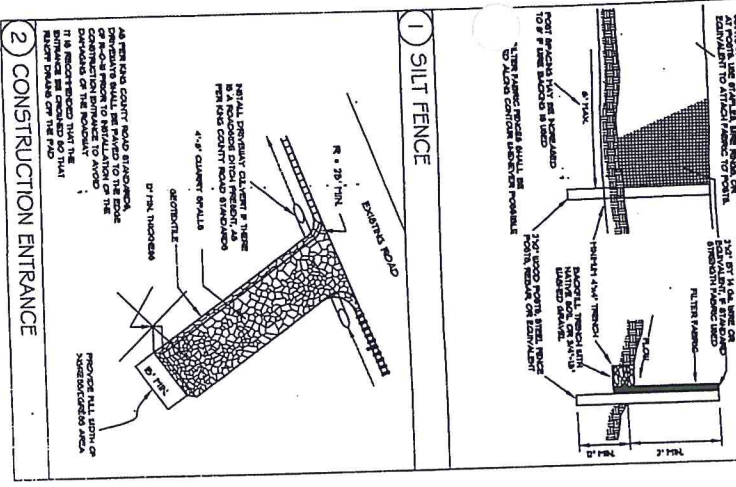 AT POSTS. USE STAPLES, WIRE RINGS, OR
EQUIVALENT TO ATTACH FABRIC TO POSTS.
2"x2" BY 14 GA. WIRE OR
EQUIVALENT, IF STANDARD
STRENGTH FABRIC USED
FILTER FABRIC
6' MAX.
POST SPACING MAY BE INCREASED
TO 8' IF WIRE BACKING IS USED
FILTER FABRIC FENCES SHALL BE
ALONG CONTOUR WHENEVER POSSIBLE
MINIMUM 4"x4" TRENCH
BACKFILL TRENCH WITH
NATIVE SOIL OR 3/4"-1.5"
WASHED GRAVEL
2"x2" WOOD POSTS, STEEL FENCE
POSTS, REBAR, OR EQUIVALENT
FLOW
12" MIN.
2' MIN.
1 SILT FENCE
EXISTING ROAD
R = 25' MIN.
INSTALL DRIVEWAY CULVERT IF THERE
IS A ROADSIDE DITCH PRESENT, AS
PER KING COUNTY ROAD STANDARDS
4"-8" QUARRY SPALLS
GEOTEXTILE
12" MIN. THICKNESS
15' MIN.
PROVIDE FULL WIDTH OF
INGRESS/EGRESS AREA
AS PER KING COUNTY ROAD STANDARDS,
DRIVEWAYS SHALL BE PAVED TO THE EDGE
OF R-O-W PRIOR TO INSTALLATION OF THE
CONSTRUCTION ENTRANCE TO AVOID
DAMAGING OF THE ROADWAY
IT IS RECOMMENDED THAT THE
ENTRANCE BE CROWNED SO THAT
RUNOFF DRAINS OFF THE PAD
2 CONSTRUCTION ENTRANCE